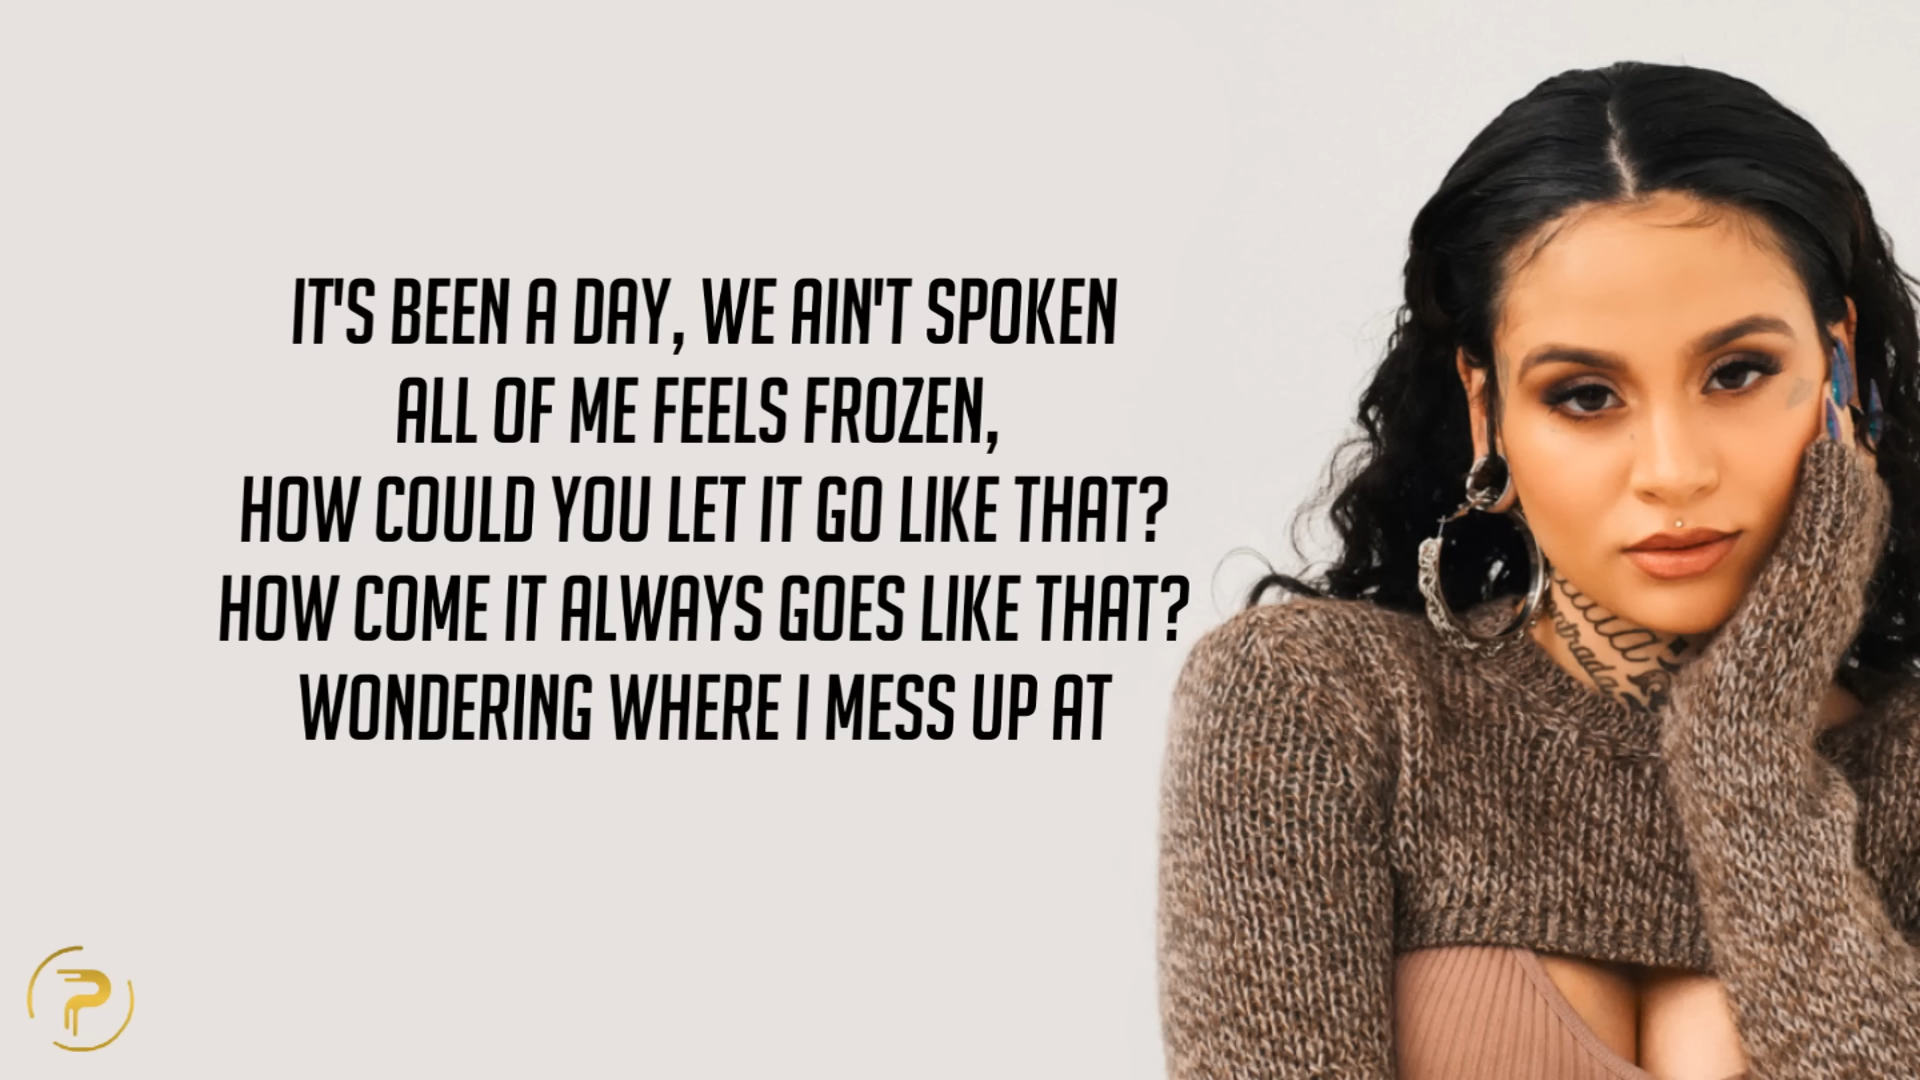 IT'S BEEN A DAY, WE AIN'T SPOKEN
ALL OF ME FEELS FROZEN,
HOW COULD YOU LET IT GO LIKE THAT?
HOW COME IT ALWAYS GOES LIKE THAT?
WONDERING WHERE I MESS UP AT
P